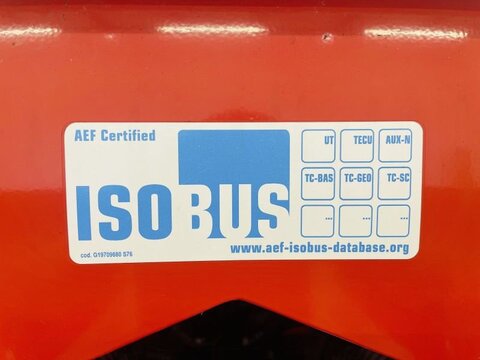 AEF Certified
ISOBUS
cod. G19709680 S76
UT TECU AUX-N
TC-BAS TC-GEO TC-SC
... ... ...
www.aef-isobus-database.org